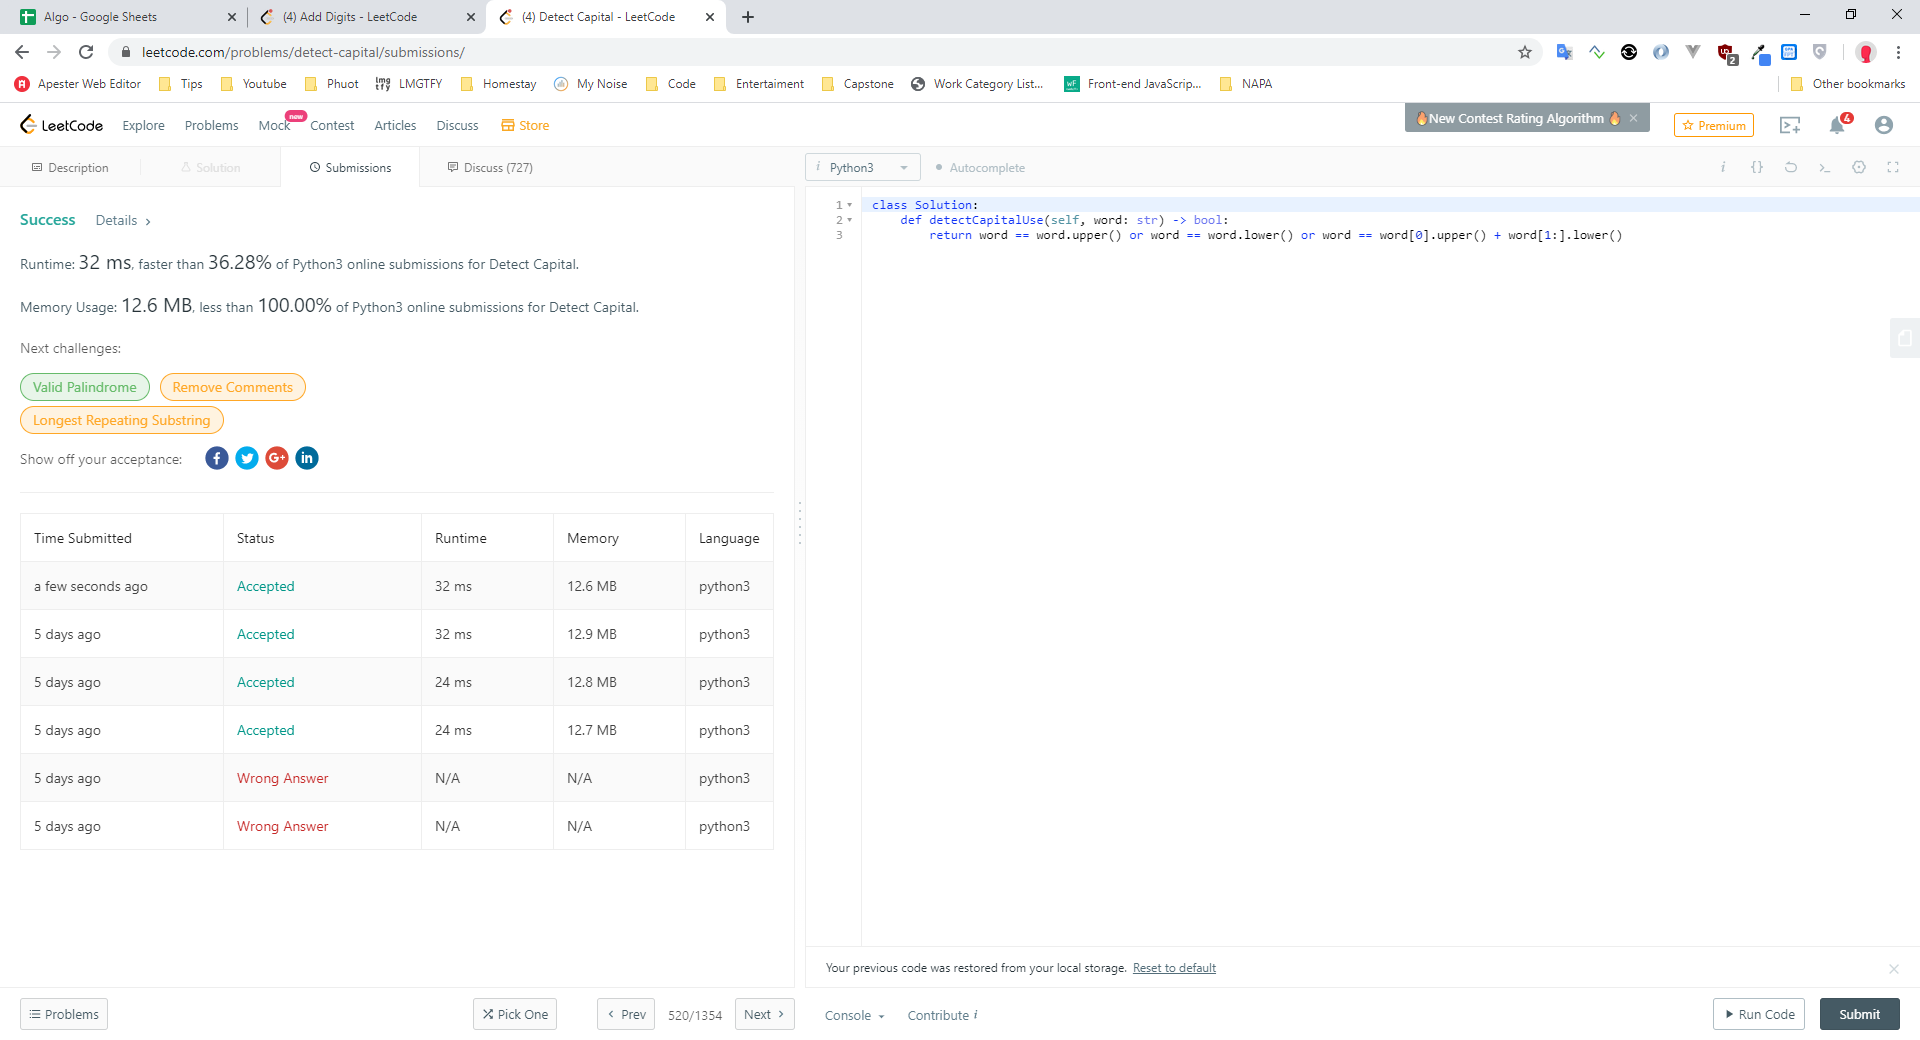 Algo - Google Sheets
(4) Add Digits - LeetCode
(4) Detect Capital - LeetCode
leetcode.com/problems/detect-capital/submissions/
2
Apester Web Editor
Tips
Youtube
Phuot
LMGTFY
Homestay
My Noise
Code
Entertaiment
Capstone
Work Category List...
Front-end JavaScrip...
NAPA
Other bookmarks
LeetCode
Explore
Problems
Mock
new
Contest
Articles
Discuss
Store
🔥New Contest Rating Algorithm 🔥 ×
Premium
4
Description
Solution
Submissions
Discuss (727)
i Python3
Autocomplete
Success
Details
Runtime: 32 ms, faster than 36.28% of Python3 online submissions for Detect Capital.
Memory Usage: 12.6 MB, less than 100.00% of Python3 online submissions for Detect Capital.
Next challenges:
Valid Palindrome
Remove Comments
Longest Repeating Substring
Show off your acceptance:
Time Submitted Status Runtime Memory Language
a few seconds ago Accepted 32 ms 12.6 MB python3
5 days ago Accepted 32 ms 12.9 MB python3
5 days ago Accepted 24 ms 12.8 MB python3
5 days ago Accepted 24 ms 12.7 MB python3
5 days ago Wrong Answer N/A N/A python3
5 days ago Wrong Answer N/A N/A python3
1 class Solution:
2 def detectCapitalUse(self, word: str) -> bool:
3 return word == word.upper() or word == word.lower() or word == word[0].upper() + word[1:].lower()
Your previous code was restored from your local storage. Reset to default
Problems
Pick One
Prev
520/1354
Next
Console
Contribute i
Run Code
Submit